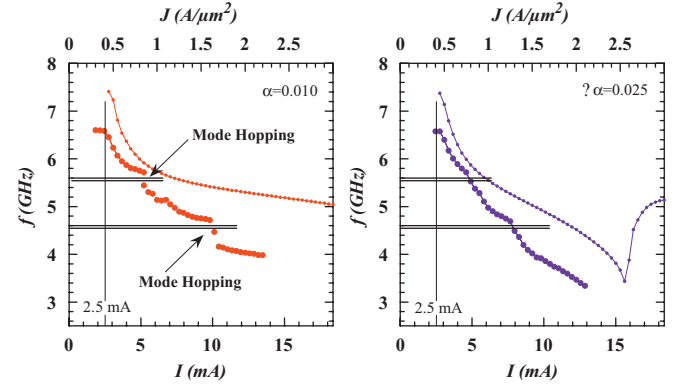 J (A/µm²) J (A/µm²)
0 0.5 1 1.5 2 2.5 0 0.5 1 1.5 2 2.5
8 8
α=0.010 ? α=0.025
7 7
Mode Hopping
6 6
f (GHz) f (GHz)
5 5
4 4
Mode Hopping
3 2.5 mA 3 2.5 mA
0 5 10 15 0 5 10 15
I (mA) I (mA)